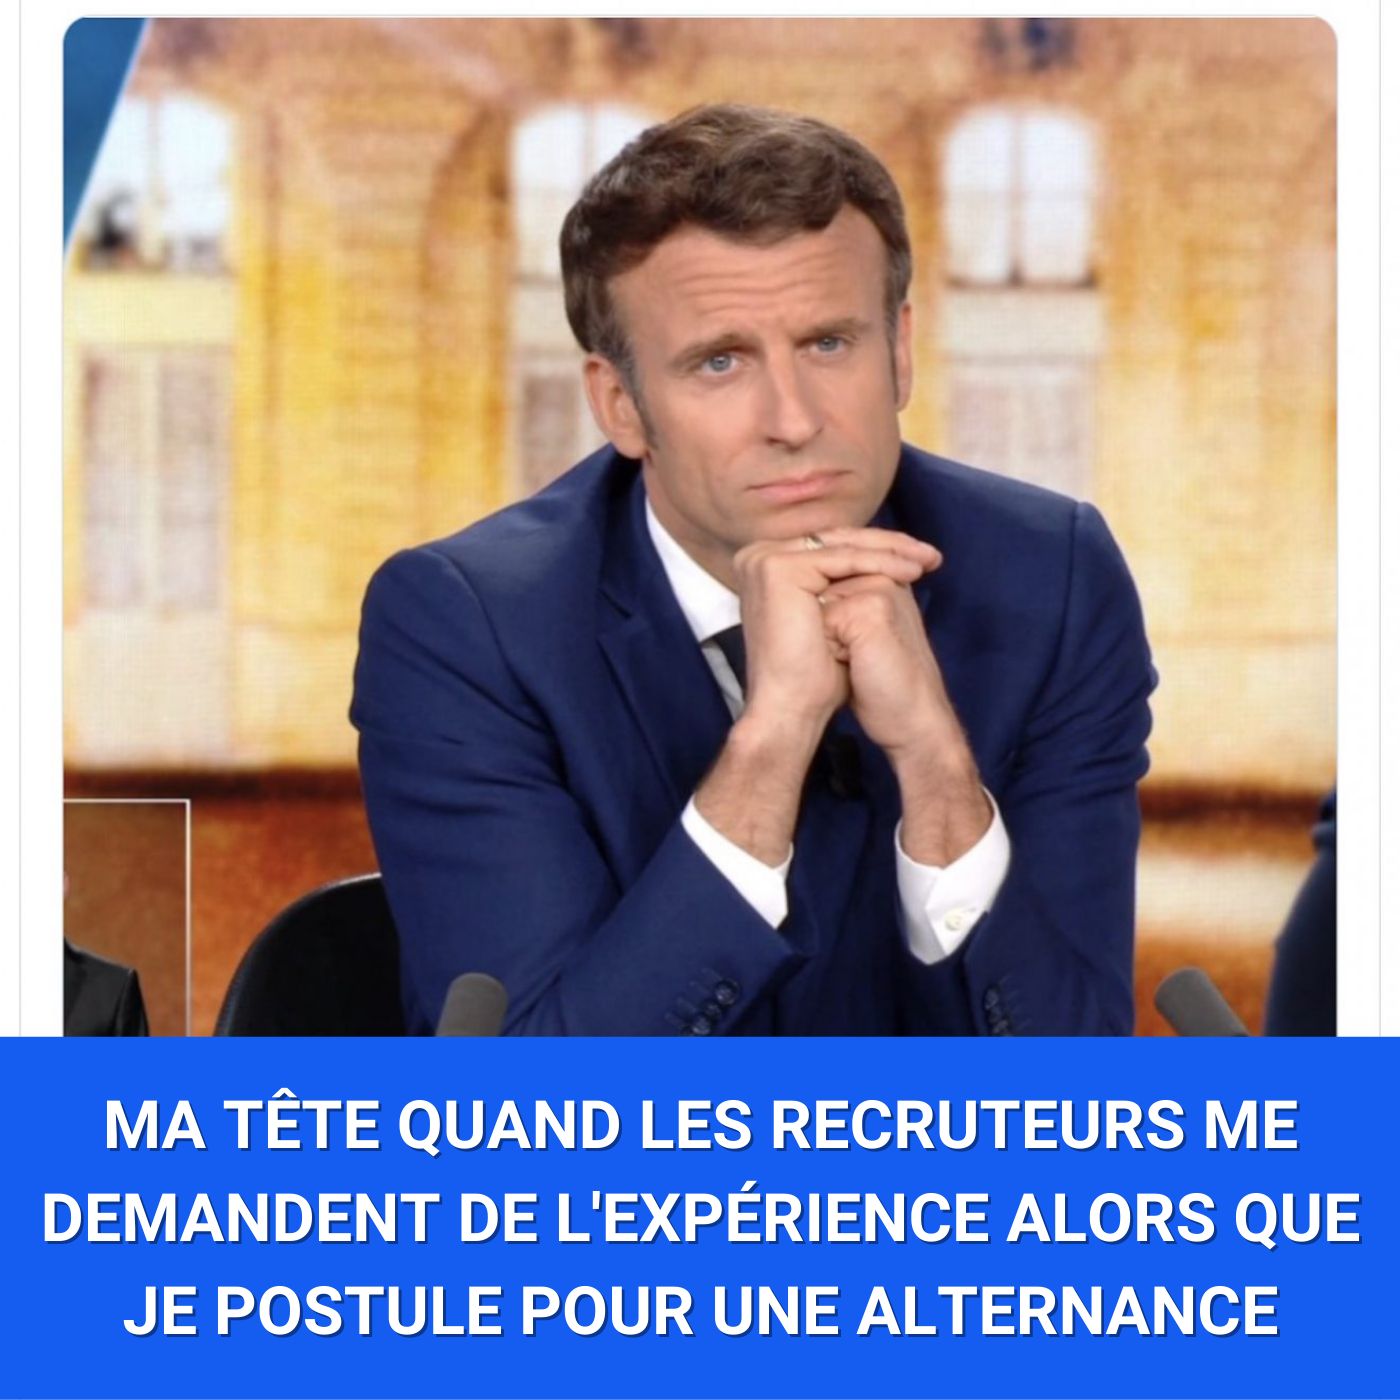 MA TÊTE QUAND LES RECRUTEURS ME
DEMANDENT DE L'EXPÉRIENCE ALORS QUE
JE POSTULE POUR UNE ALTERNANCE